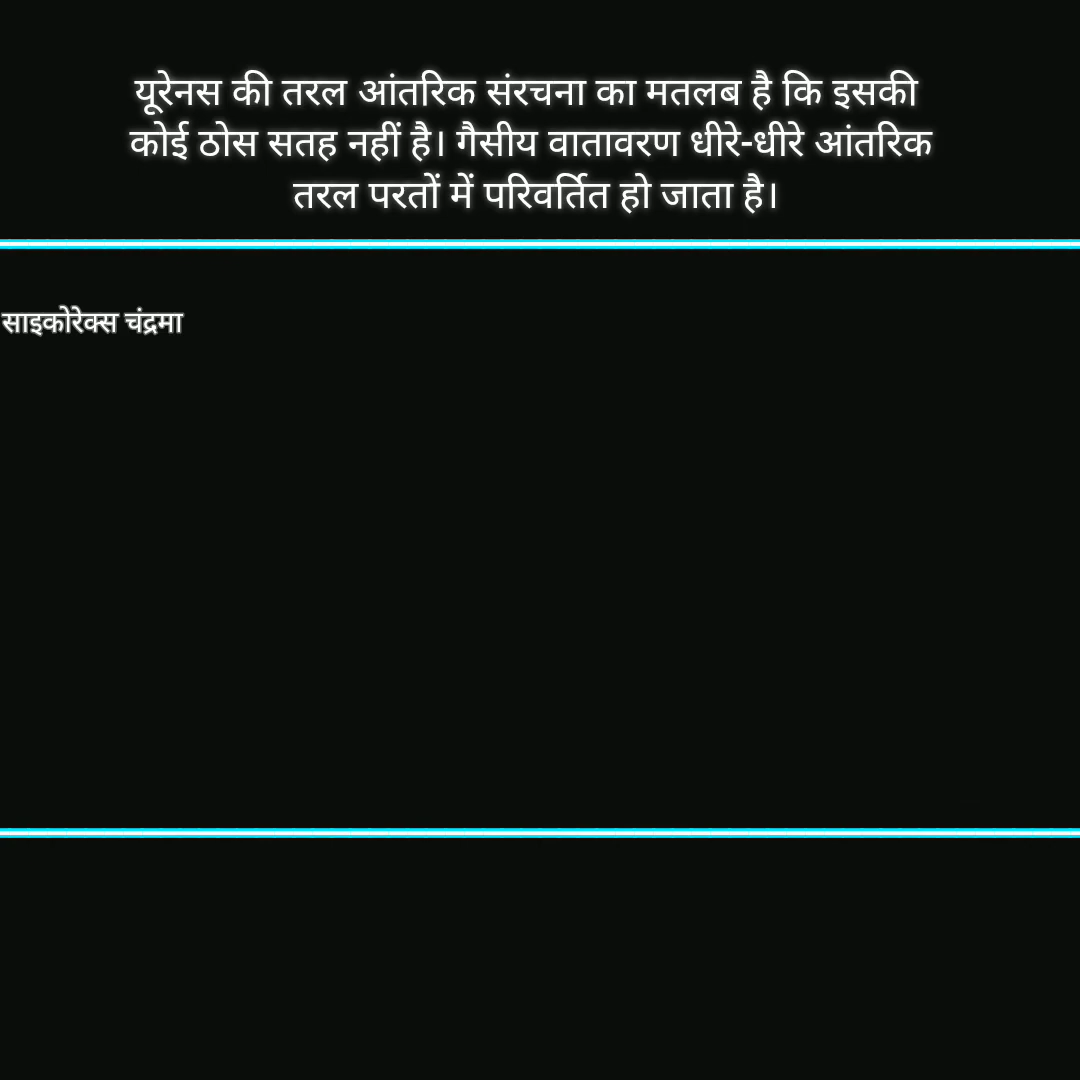 यूरेनस की तरल आंतरिक संरचना का मतलब है कि इसकी
कोई ठोस सतह नहीं है। गैसीय वातावरण धीरे-धीरे आंतरिक
तरल परतों में परिवर्तित हो जाता है।
साइकोरेक्स चंद्रमा